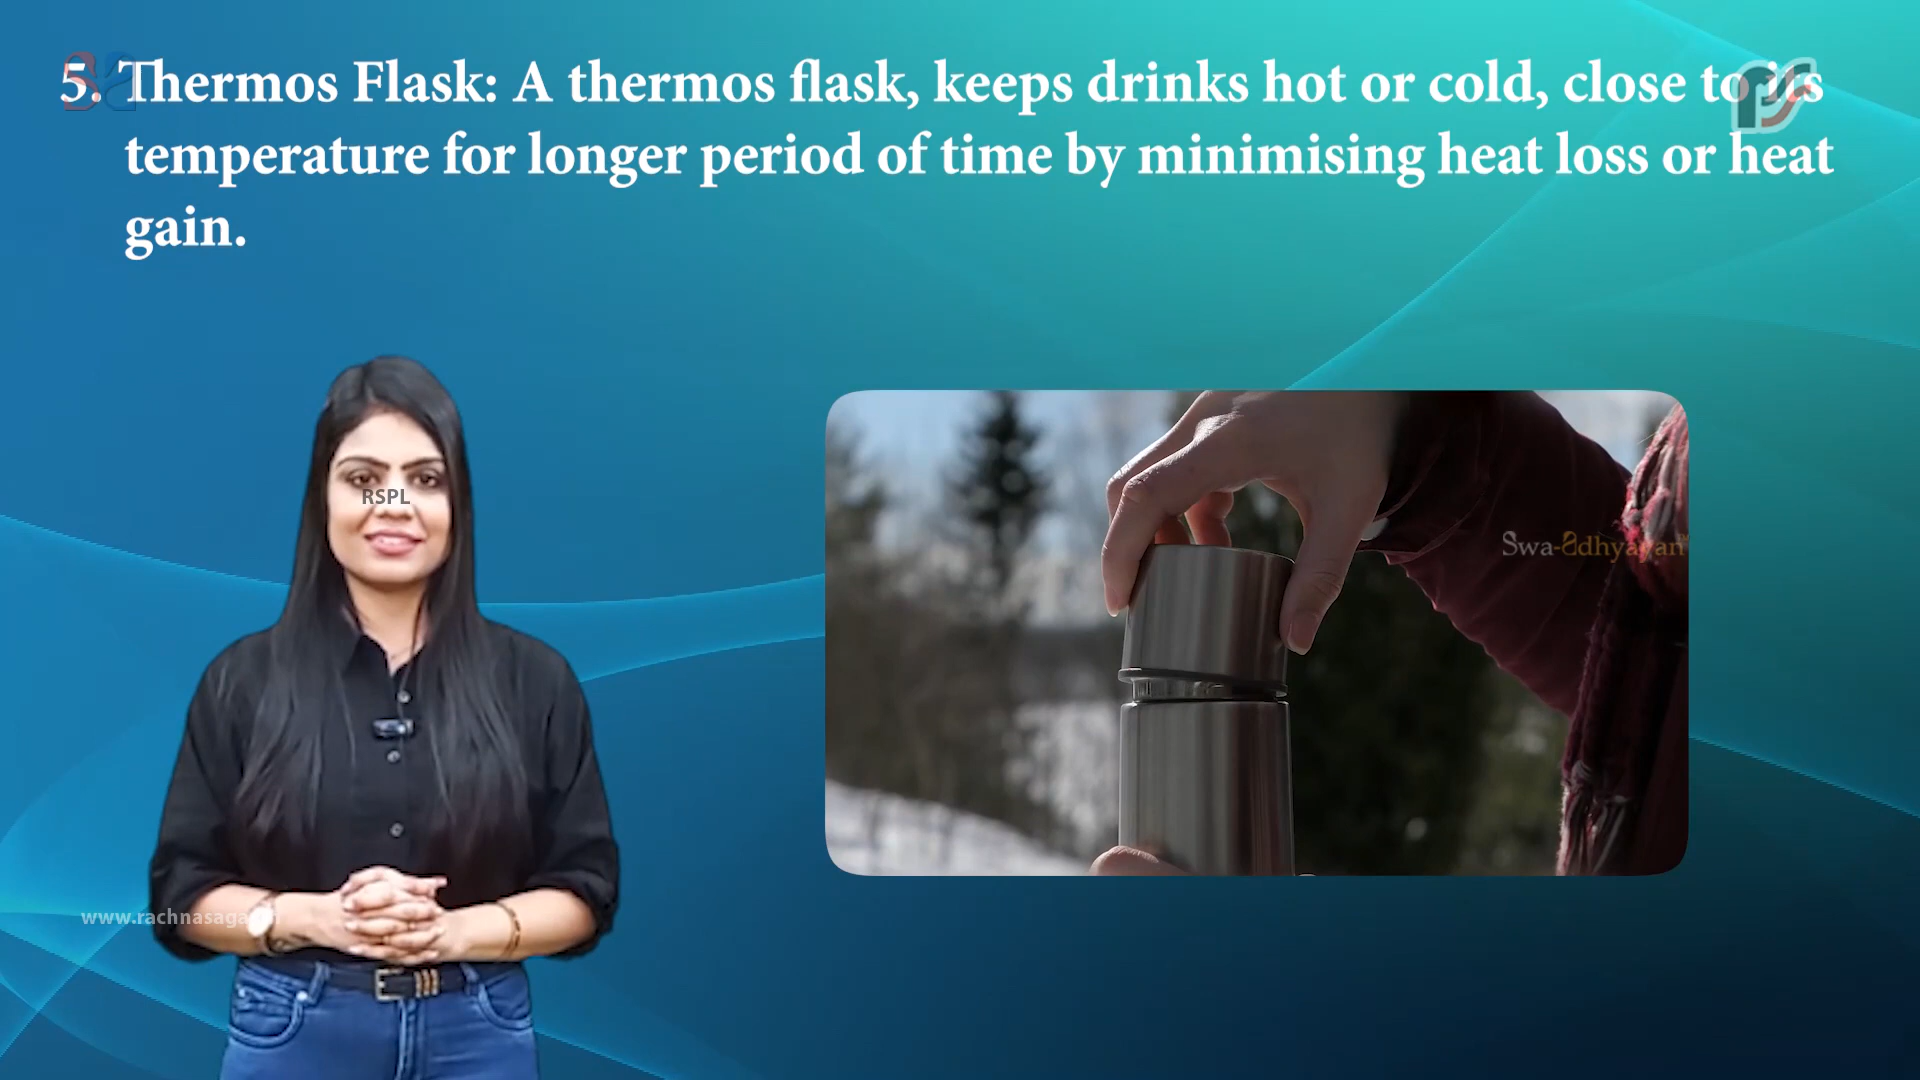 5. Thermos Flask: A thermos flask, keeps drinks hot or cold, close to its
temperature for longer period of time by minimising heat loss or heat
gain.
RSPL
Swa-adhyayan